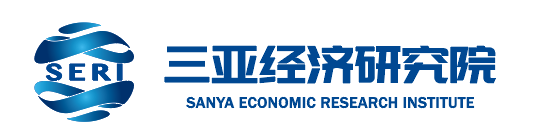 SERI
三亚经济研究院
SANYA ECONOMIC RESEARCH INSTITUTE